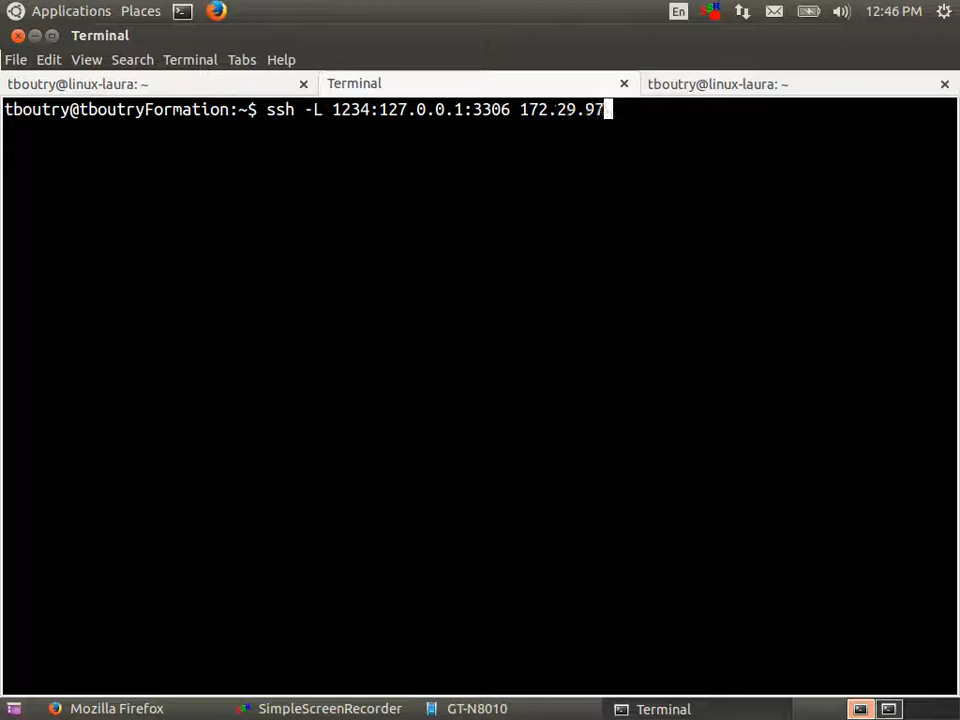 Applications Places En 12:46 PM
Terminal
File Edit View Search Terminal Tabs Help
tboutry@linux-laura: ~ Terminal tboutry@linux-laura: ~
tboutry@tboutryFormation:~$ ssh -L 1234:127.0.0.1:3306 172.29.97
Mozilla Firefox SimpleScreenRecorder GT-N8010 Terminal